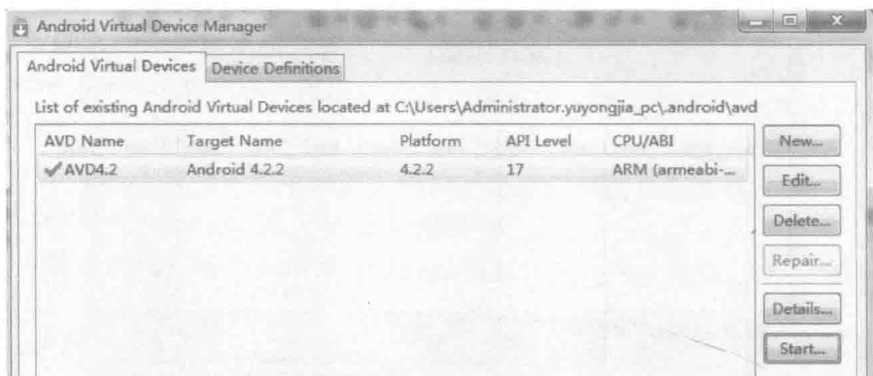 Android Virtual Device Manager
Android Virtual Devices Device Definitions
List of existing Android Virtual Devices located at C:\Users\Administrator.yuyongjia_pc\.android\avd
AVD Name Target Name Platform API Level CPU/ABI New...
AVD4.2 Android 4.2.2 4.2.2 17 ARM (armeabi-...
Edit...
Delete...
Repair...
Details...
Start...